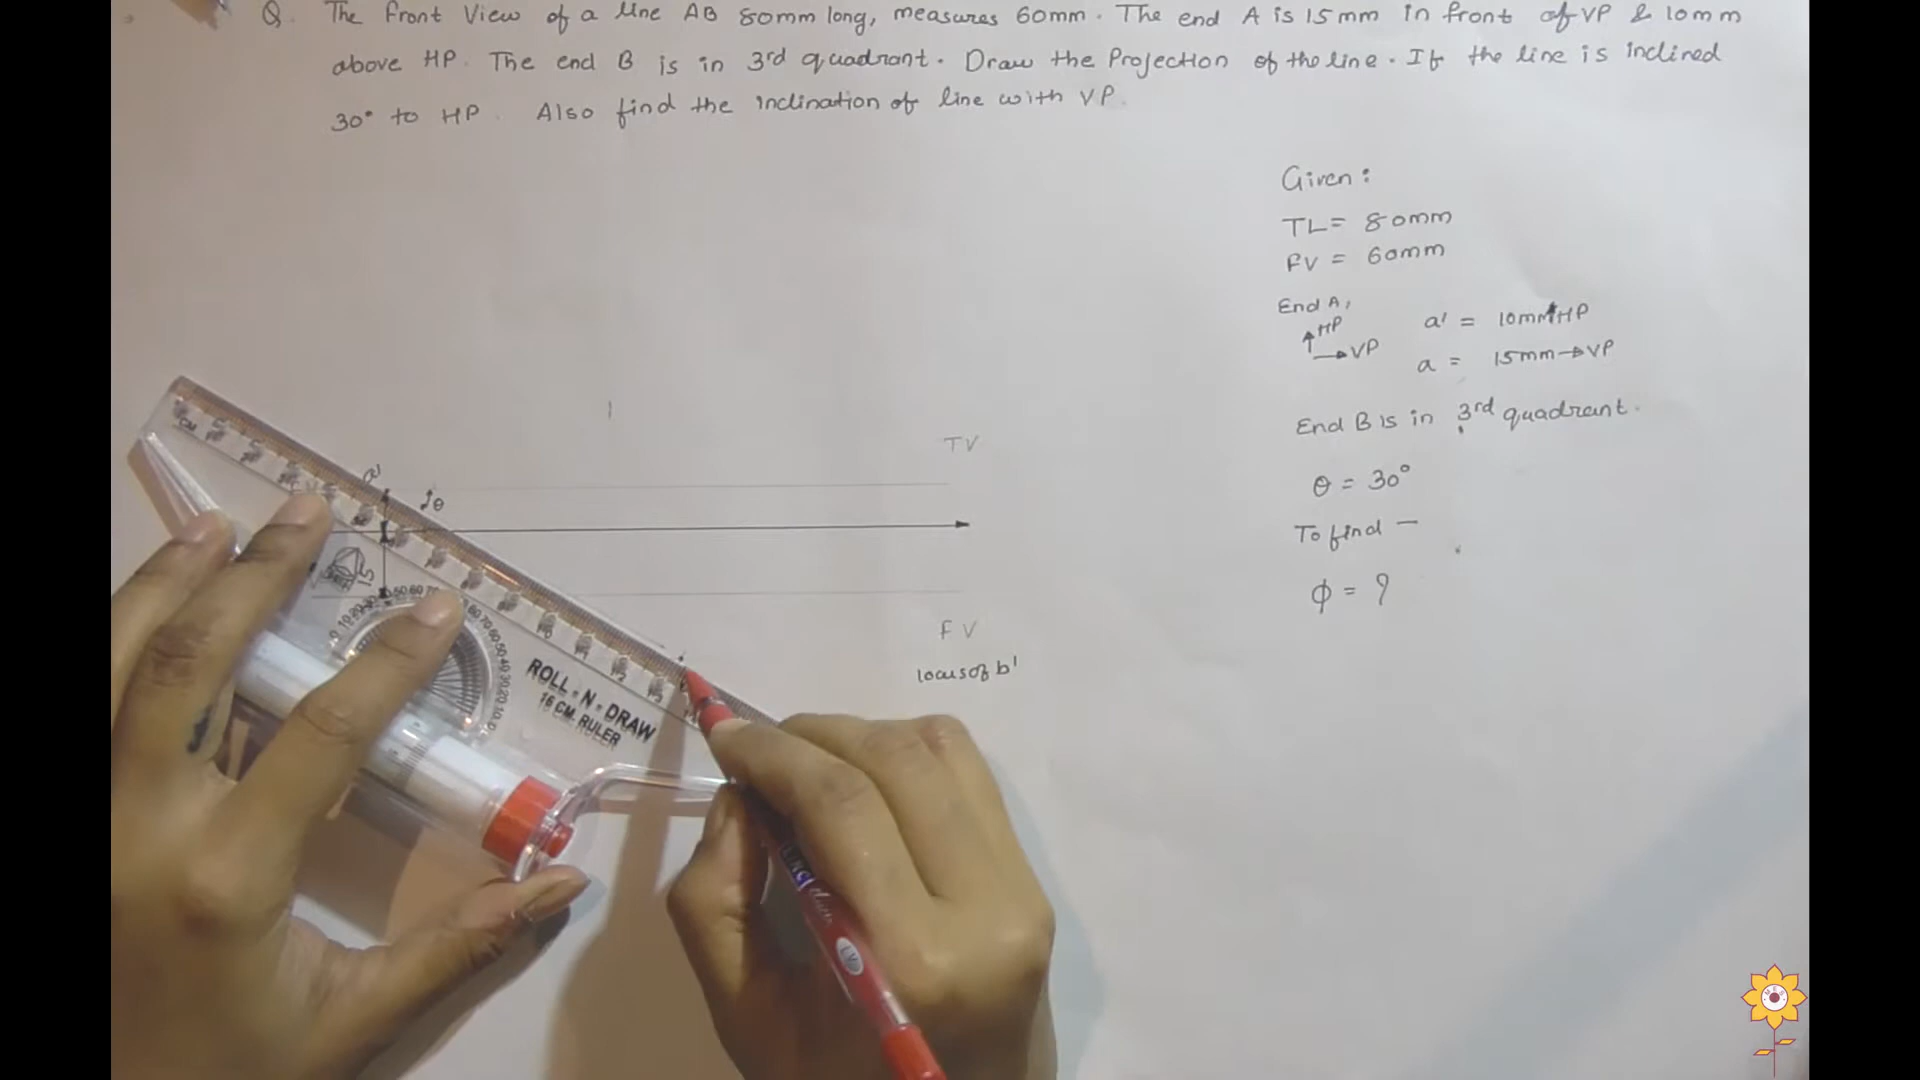 Q. The Front View of a line AB 80mm long, measures 60mm. The end A is 15mm in front of VP & 10mm
above HP. The end B is in 3rd quadrant. Draw the Projection of the line. If the line is inclined
30° to HP. Also find the inclination of line with VP.
Given:
TL = 80mm
FV = 60mm
End A,
↑HP
→VP
a' = 10mm↑HP
a = 15mm→VP
End B is in 3rd quadrant.
θ = 30°
To find —
φ = ?
TV
a'
θ
15
FV
locus of b'
ROLL-N-DRAW
16 CM. RULER
LINC